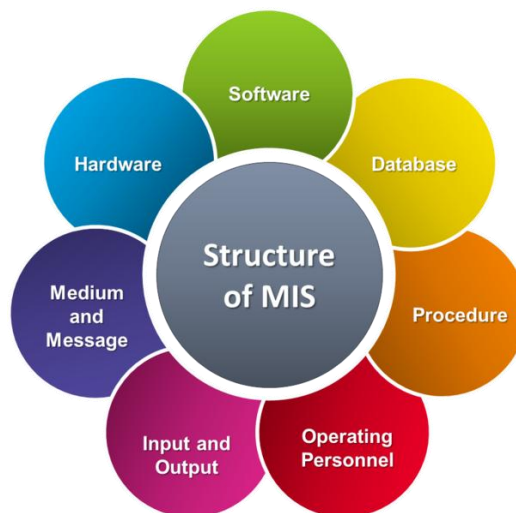 Software
Hardware
Database
Structure
of MIS
Medium
and
Message
Procedure
Input and
Output
Operating
Personnel